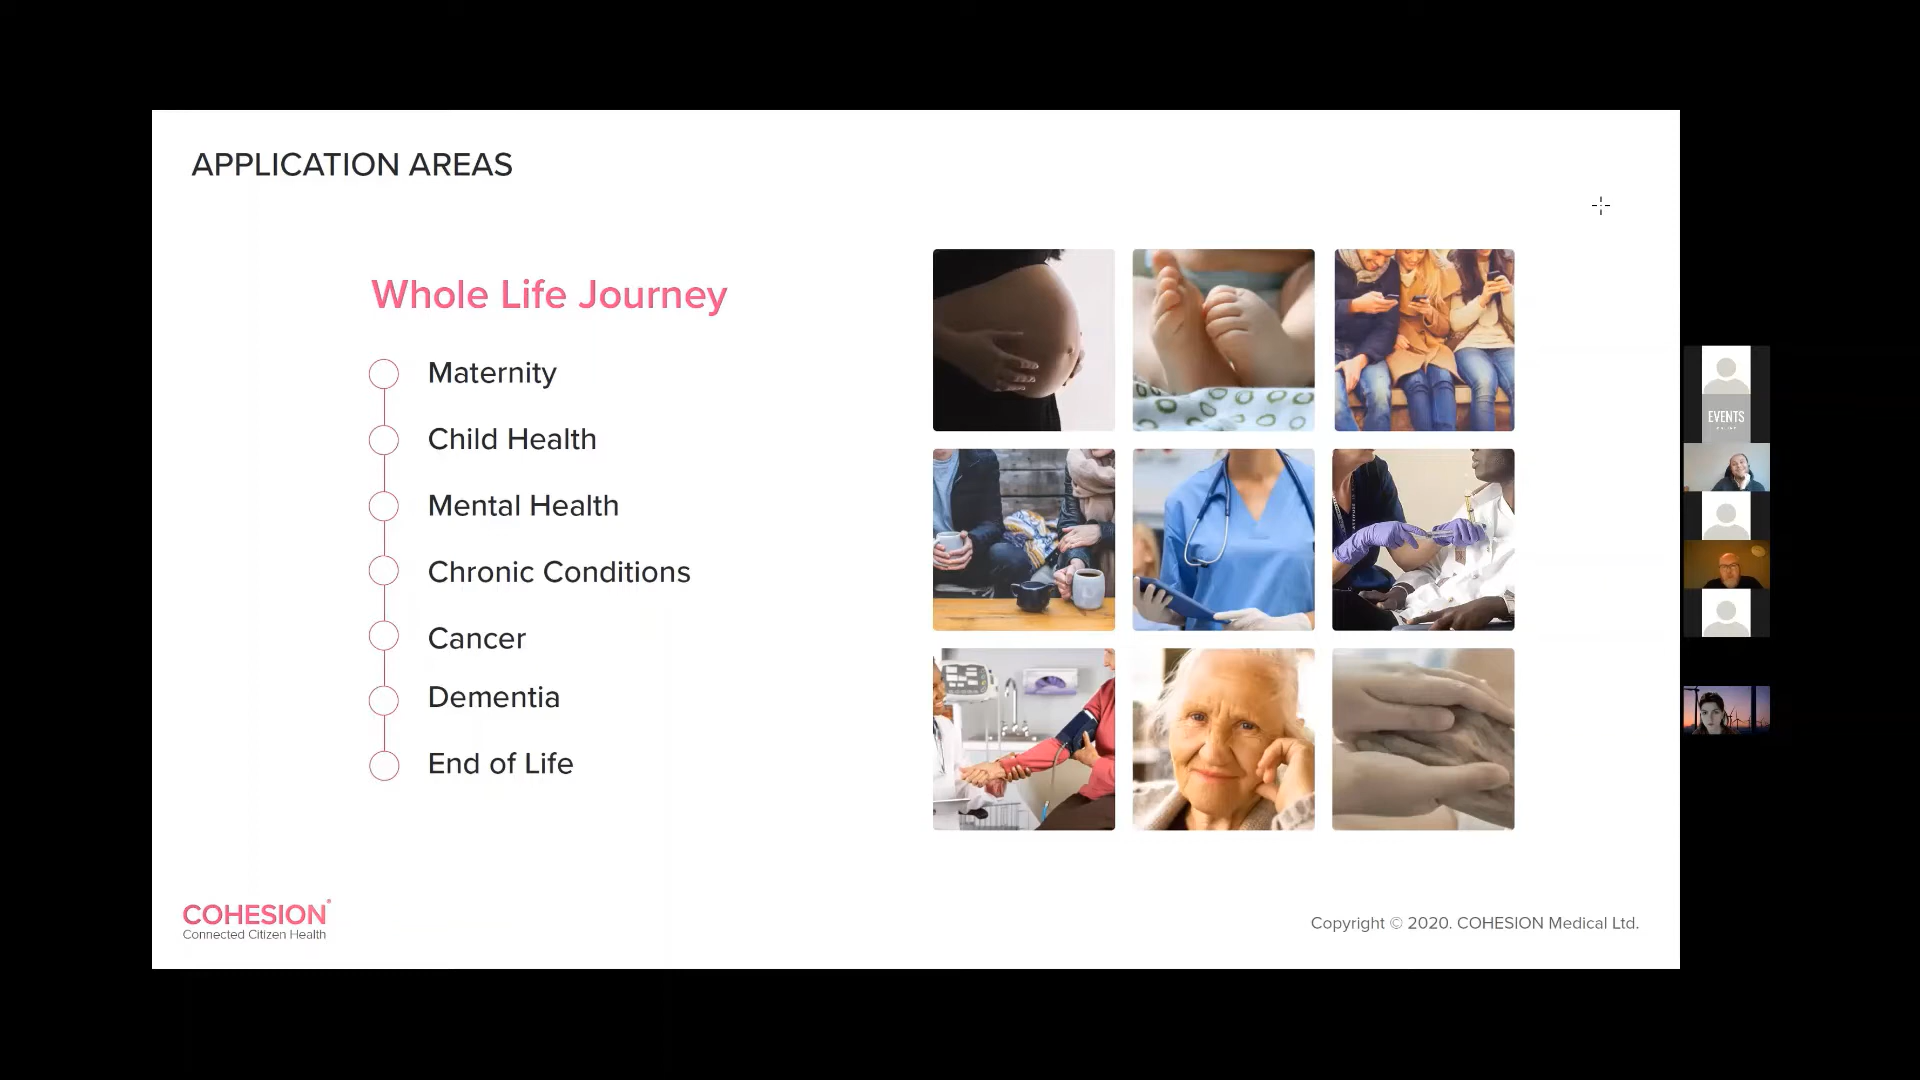 APPLICATION AREAS
Whole Life Journey
Maternity
Child Health
Mental Health
Chronic Conditions
Cancer
Dementia
End of Life
COHESION®
Connected Citizen Health
Copyright © 2020. COHESION Medical Ltd.
EVENTS